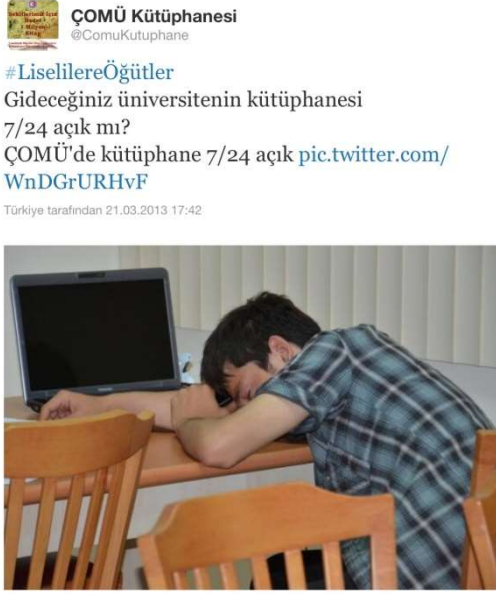 ÇOMÜ Kütüphanesi
@ComuKutuphane
#LiselilereÖğütler
Gideceğiniz üniversitenin kütüphanesi
7/24 açık mı?
ÇOMÜ'de kütüphane 7/24 açık pic.twitter.com/
WnDGrURHvF
Türkiye tarafından 21.03.2013 17:42